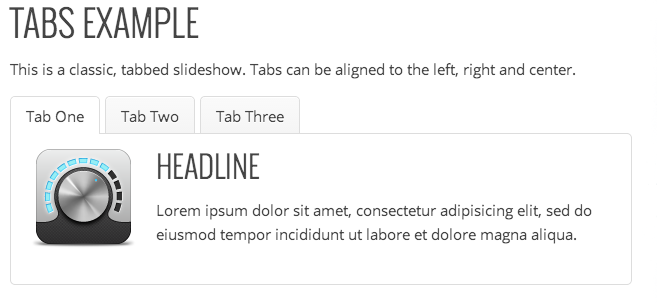 TABS EXAMPLE
This is a classic, tabbed slideshow. Tabs can be aligned to the left, right and center.
Tab One Tab Two Tab Three
HEADLINE
Lorem ipsum dolor sit amet, consectetur adipisicing elit, sed do
eiusmod tempor incididunt ut labore et dolore magna aliqua.